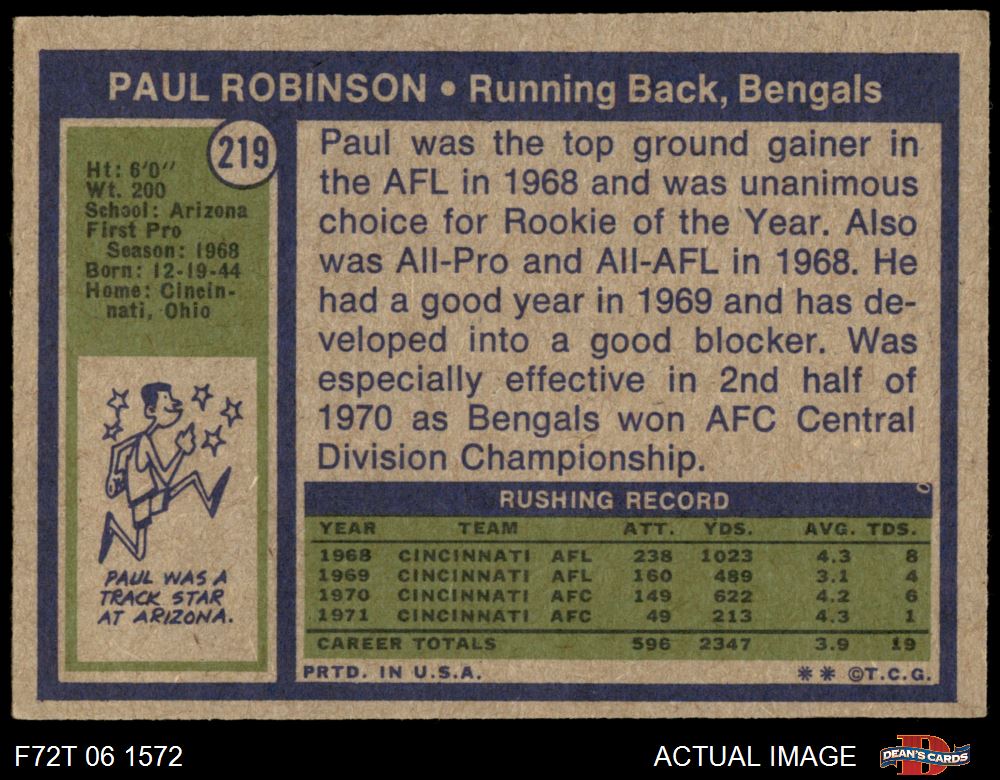 PAUL ROBINSON • Running Back, Bengals
219
Ht: 6'0"
Wt. 200
School: Arizona
First Pro
Season: 1968
Born: 12-19-44
Home: Cincin-
nati, Ohio
PAUL WAS A
TRACK STAR
AT ARIZONA.
Paul was the top ground gainer in
the AFL in 1968 and was unanimous
choice for Rookie of the Year. Also
was All-Pro and All-AFL in 1968. He
had a good year in 1969 and has de-
veloped into a good blocker. Was
especially effective in 2nd half of
1970 as Bengals won AFC Central
Division Championship.
RUSHING RECORD
YEAR TEAM ATT. YDS. AVG. TDS.
1968 CINCINNATI AFL 238 1023 4.3 8
1969 CINCINNATI AFL 160 489 3.1 4
1970 CINCINNATI AFC 149 622 4.2 6
1971 CINCINNATI AFC 49 213 4.3 1
CAREER TOTALS 596 2347 3.9 19
PRTD. IN U.S.A. ** ©T.C.G.
F72T 06 1572 ACTUAL IMAGE DEAN'S CARDS